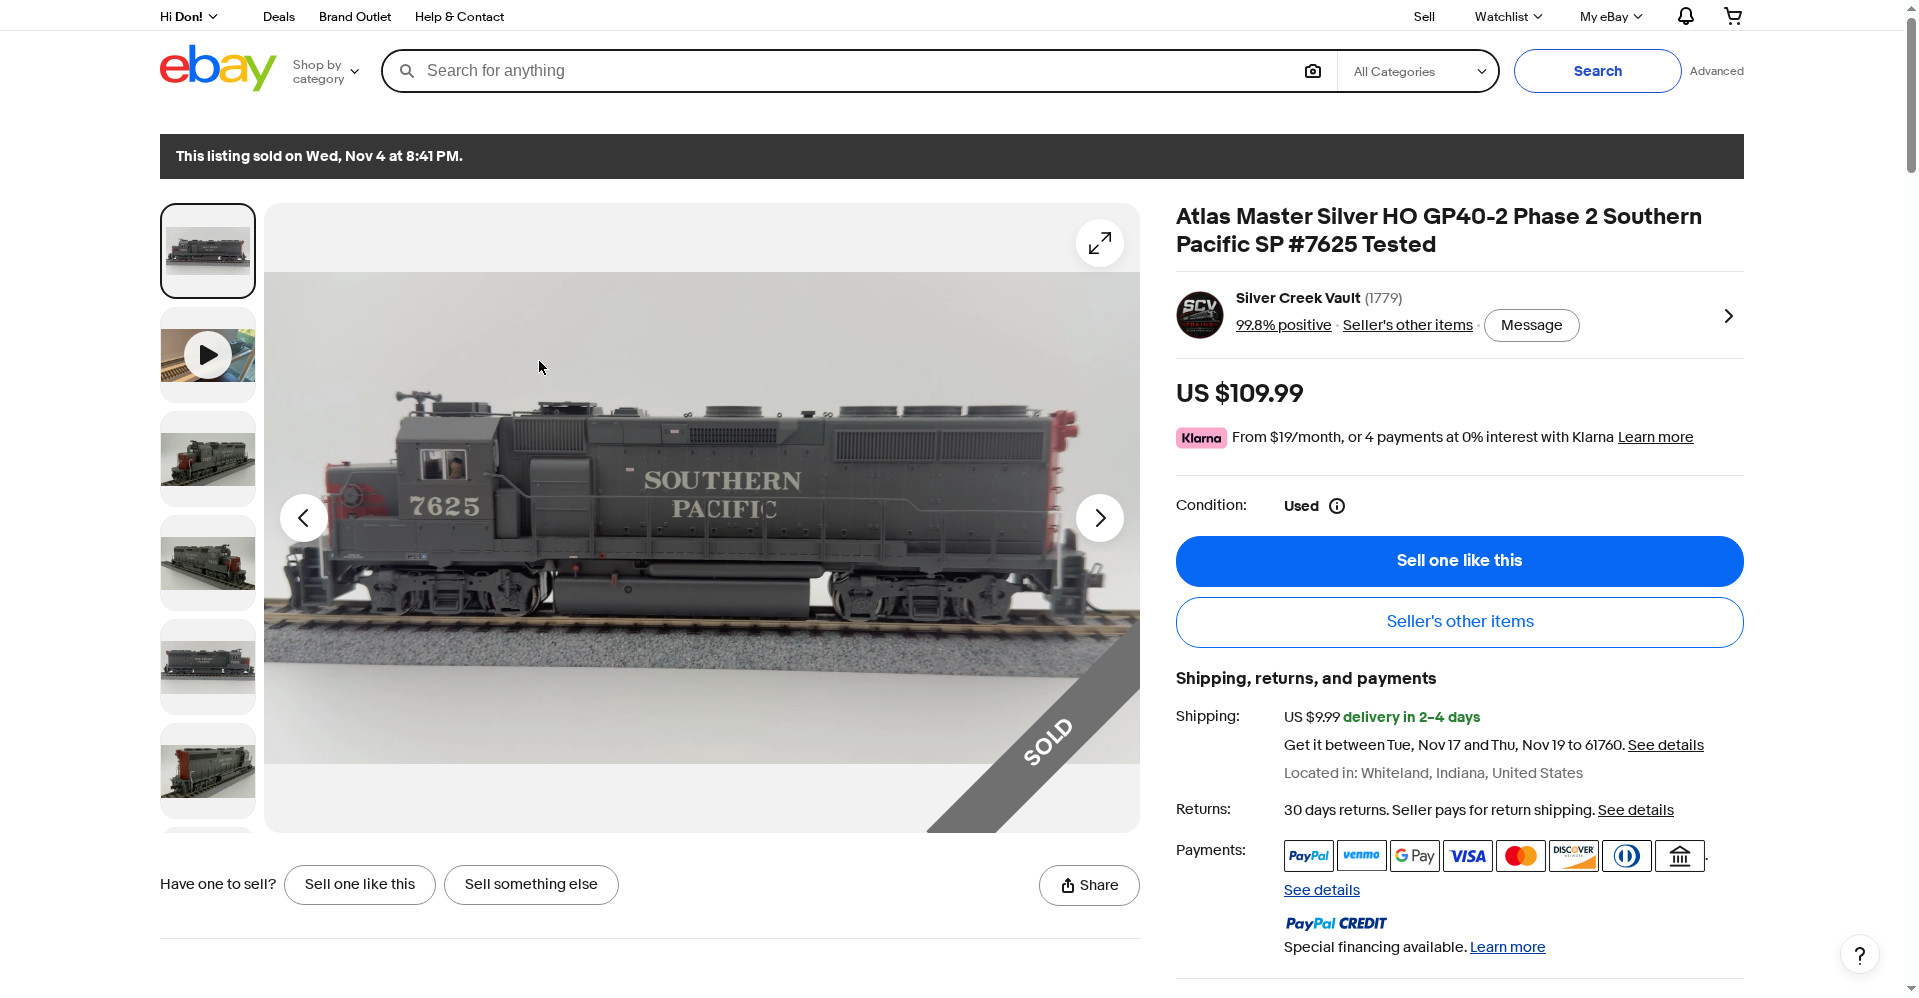 Hi Don!
Deals
Brand Outlet
Help & Contact
Sell
Watchlist
My eBay
ebay
Shop by
category
Search for anything
All Categories
Search
Advanced
This listing sold on Wed, Nov 4 at 8:41 PM.
SOUTHERN
PACIFIC
7625
SOLD
Have one to sell?
Sell one like this
Sell something else
Share
Atlas Master Silver HO GP40-2 Phase 2 Southern
Pacific SP #7625 Tested
SCV
TRAINS
Silver Creek Vault (1779)
99.8% positive · Seller's other items · Message
US $109.99
Klarna From $19/month, or 4 payments at 0% interest with Klarna Learn more
Condition: Used
Sell one like this
Seller's other items
Shipping, returns, and payments
Shipping: US $9.99 delivery in 2–4 days
Get it between Tue, Nov 17 and Thu, Nov 19 to 61760. See details
Located in: Whiteland, Indiana, United States
Returns: 30 days returns. Seller pays for return shipping. See details
Payments: PayPal venmo G Pay VISA DISCOVER NETWORK
See details
PayPal CREDIT
Special financing available. Learn more
?